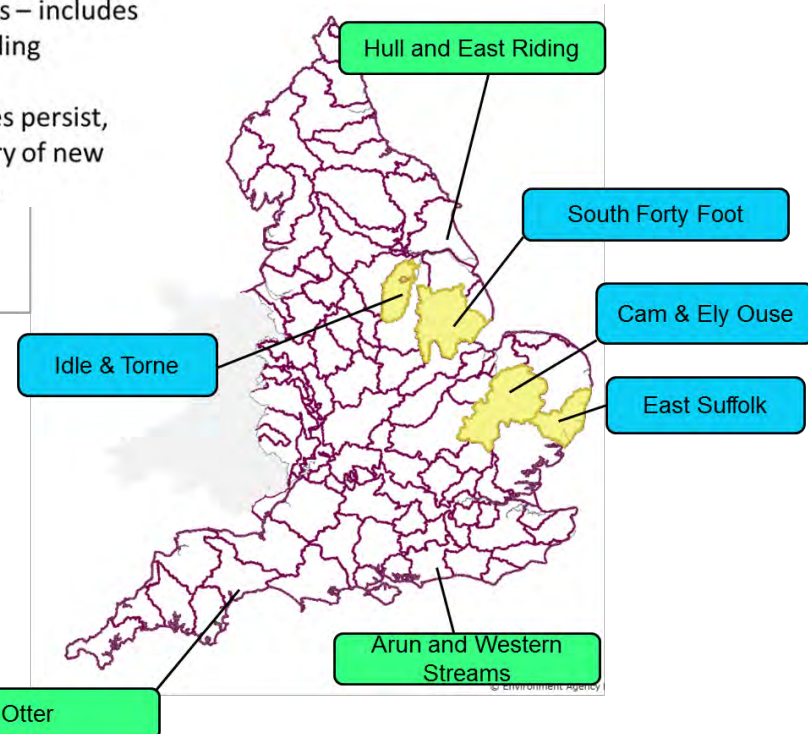 s – includes
ling
es persist,
ry of new
Hull and East Riding
South Forty Foot
Cam & Ely Ouse
Idle & Torne
East Suffolk
Arun and Western
Streams
© Environment Agency
Otter